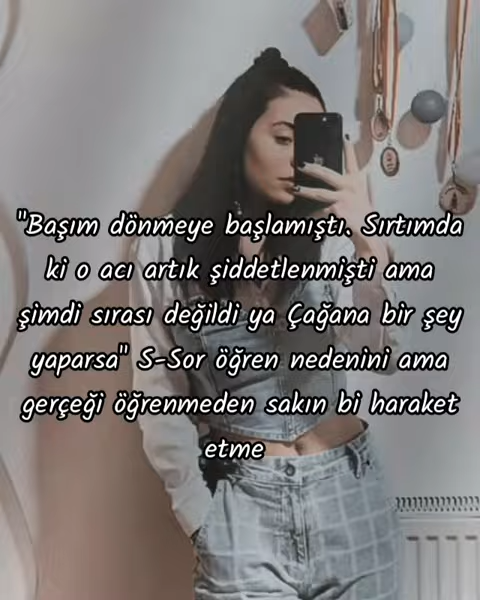 "Başım dönmeye başlamıştı. Sırtımda
ki o acı artık şiddetlenmişti ama
şimdi sırası değildi ya Çağana bir şey
yaparsa" S-Sor öğren nedenini ama
gerçeği öğrenmeden sakın bi haraket
etme